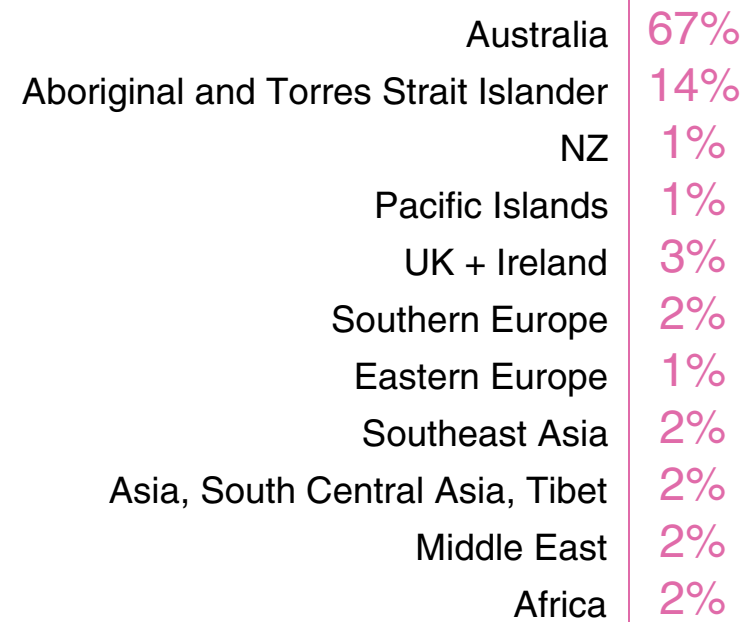 Australia 67%
Aboriginal and Torres Strait Islander 14%
NZ 1%
Pacific Islands 1%
UK + Ireland 3%
Southern Europe 2%
Eastern Europe 1%
Southeast Asia 2%
Asia, South Central Asia, Tibet 2%
Middle East 2%
Africa 2%